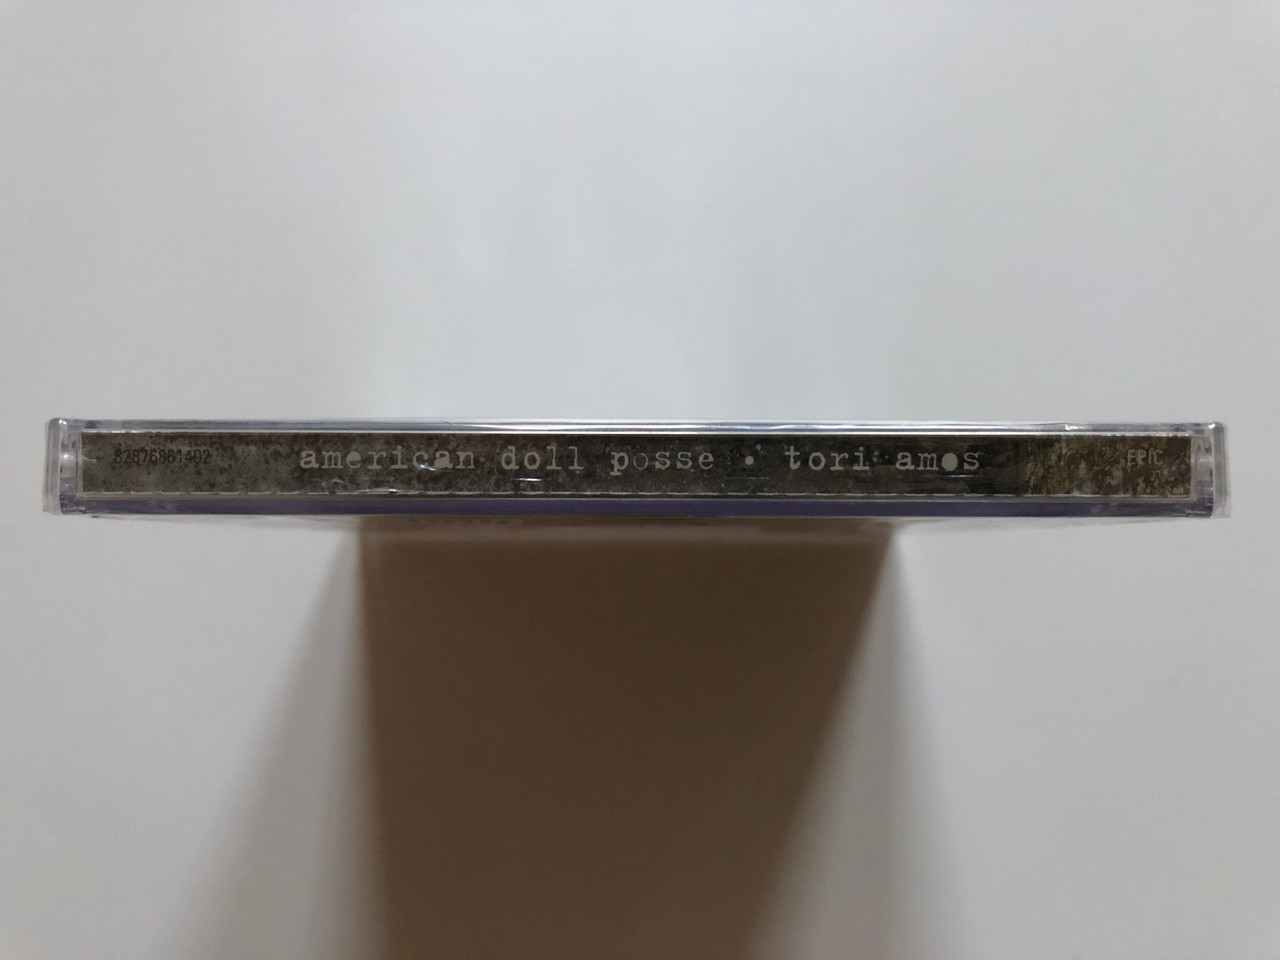 82876861402 american doll posse • tori amos EPIC